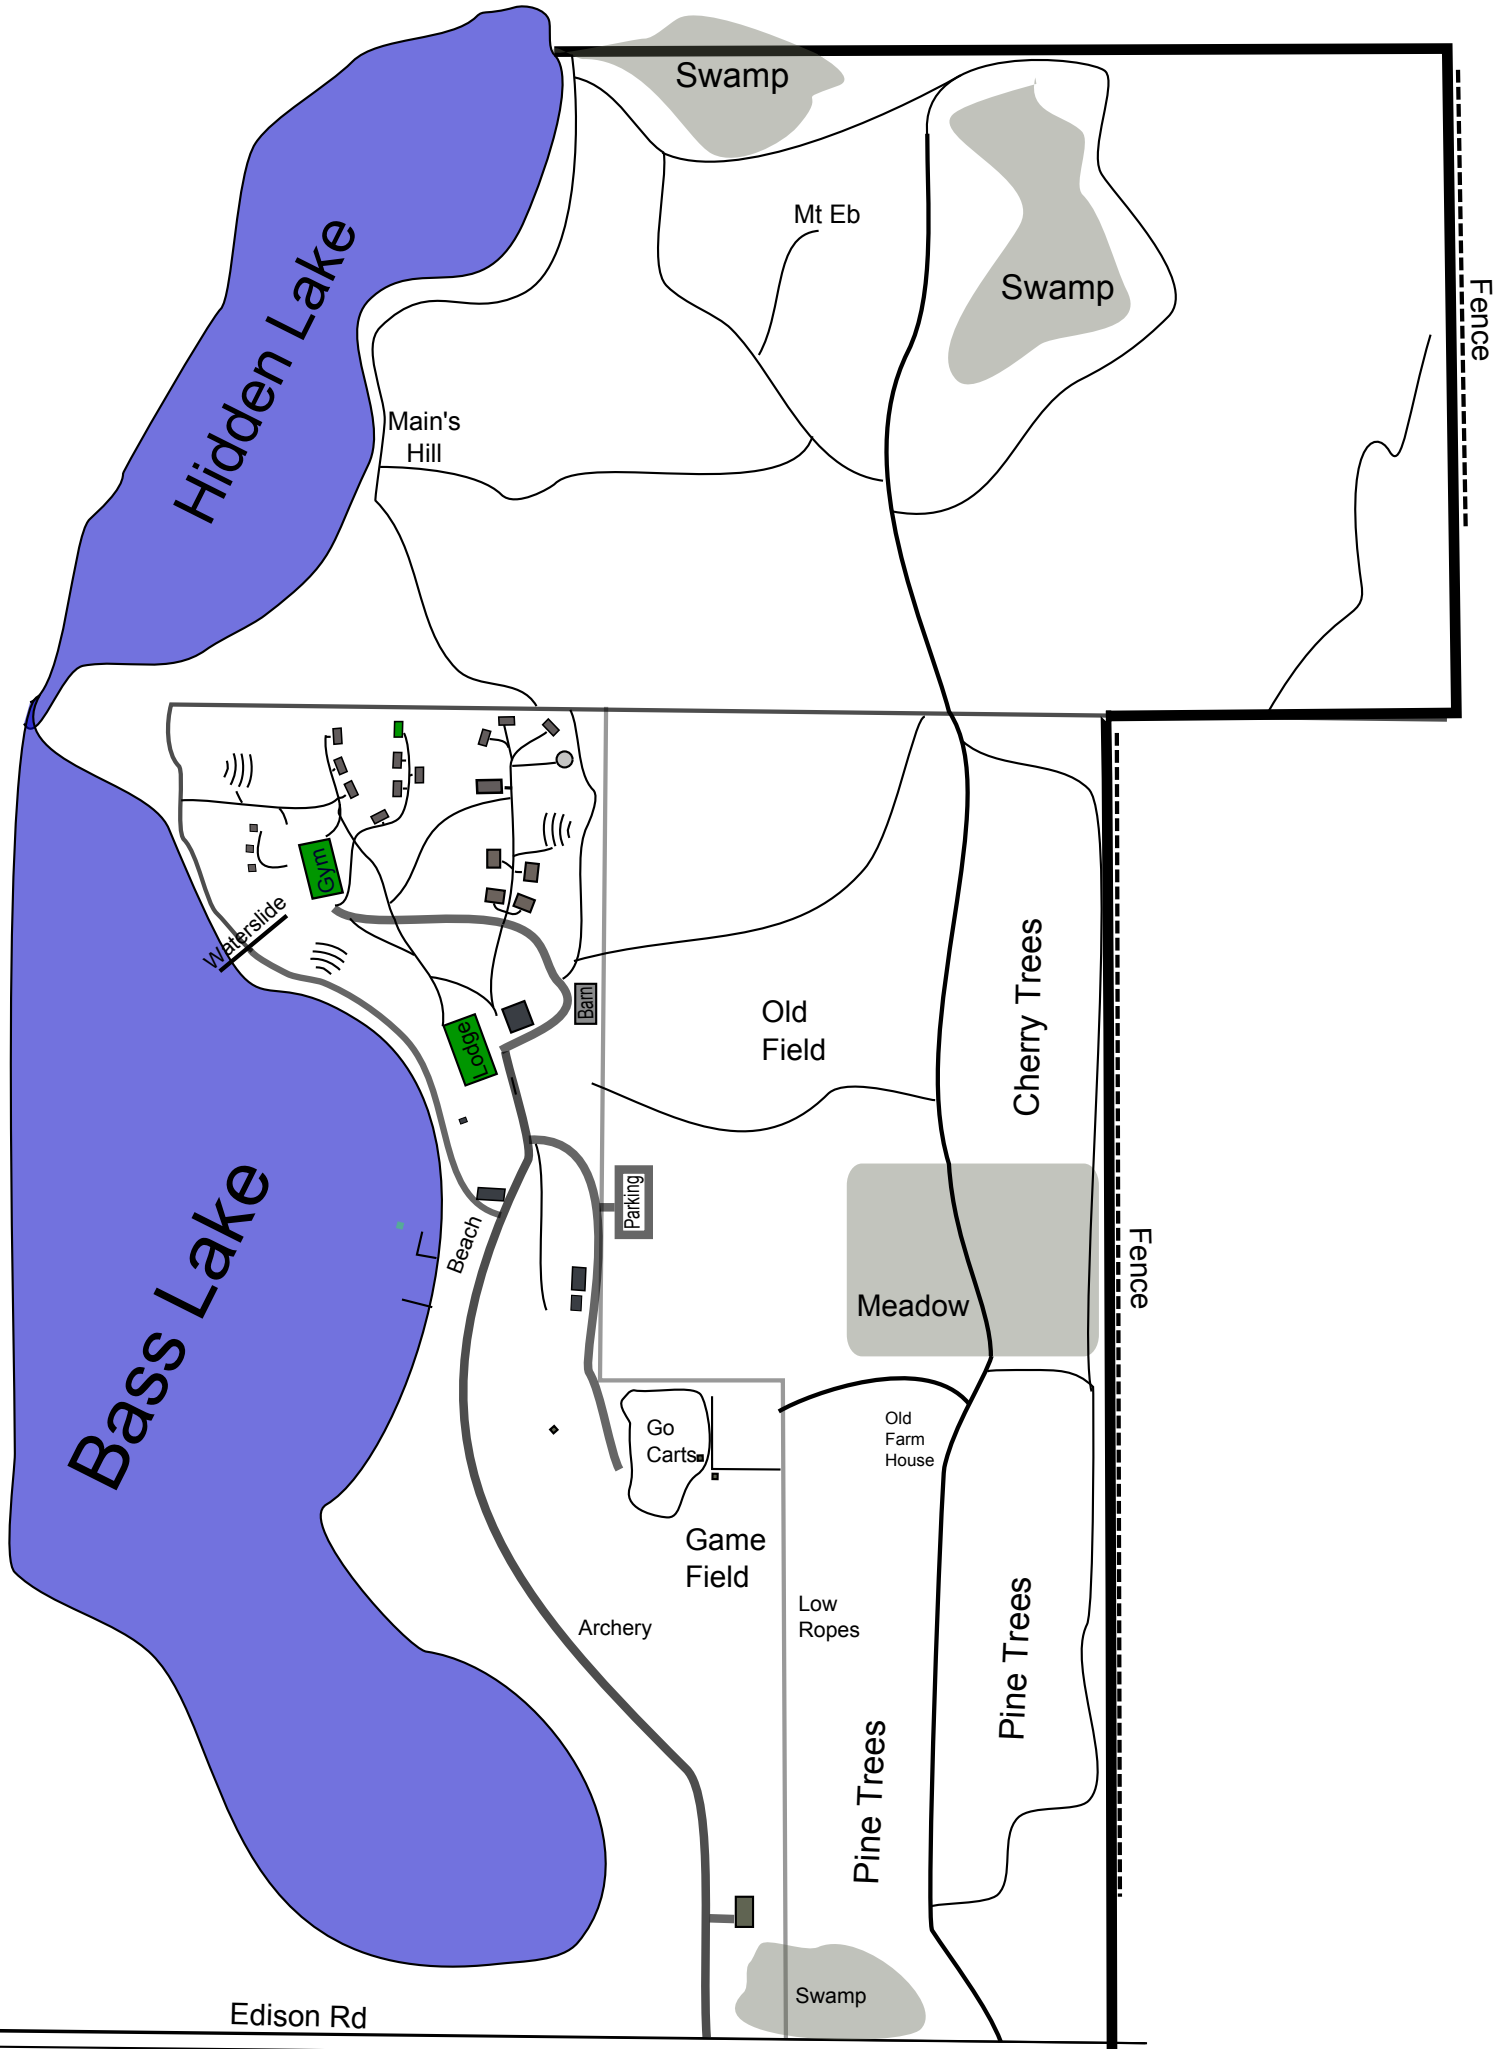 Swamp
Mt Eb
Swamp
Fence
Hidden Lake
Main's
Hill
Gym
Waterslide
Cherry Trees
Barn
Old
Field
Lodge
Parking
Bass Lake
Beach
Meadow
Fence
Go
Carts
Old
Farm
House
Game
Field
Low
Ropes
Archery
Pine Trees
Pine Trees
Swamp
Edison Rd